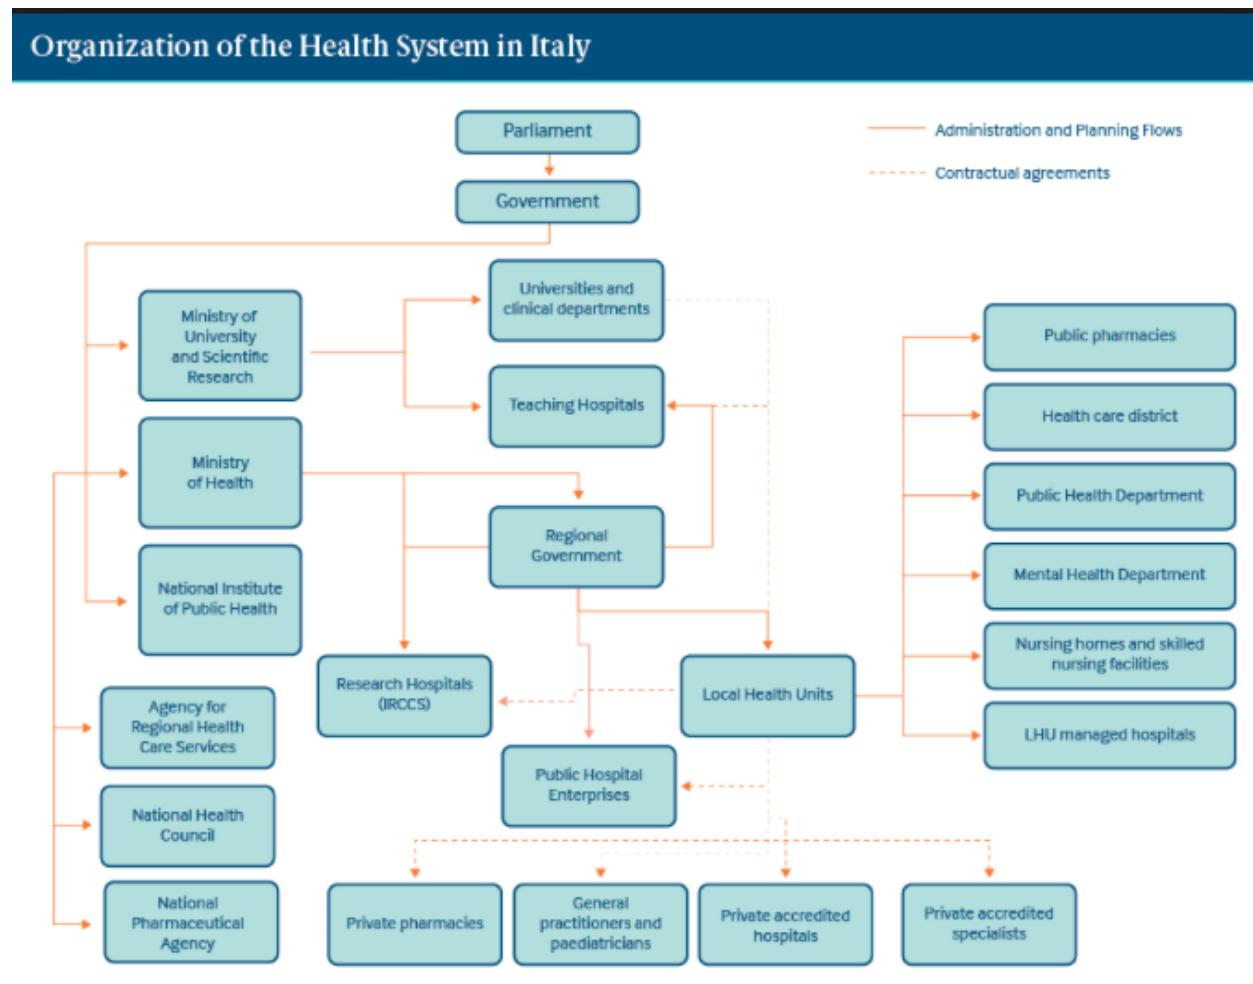 Organization of the Health System in Italy
Parliament
Administration and Planning Flows
Contractual agreements
Government
Universities and
clinical departments
Ministry of
University
and Scientific
Research
Public pharmacies
Teaching Hospitals
Health care district
Ministry
of Health
Public Health Department
Regional
Government
Mental Health Department
National Institute
of Public Health
Nursing homes and skilled
nursing facilities
Research Hospitals
(IRCCS)
Local Health Units
Agency for
Regional Health
Care Services
LHU managed hospitals
Public Hospital
Enterprises
National Health
Council
National
Pharmaceutical
Agency
Private pharmacies
General
practitioners and
paediatricians
Private accredited
hospitals
Private accredited
specialists